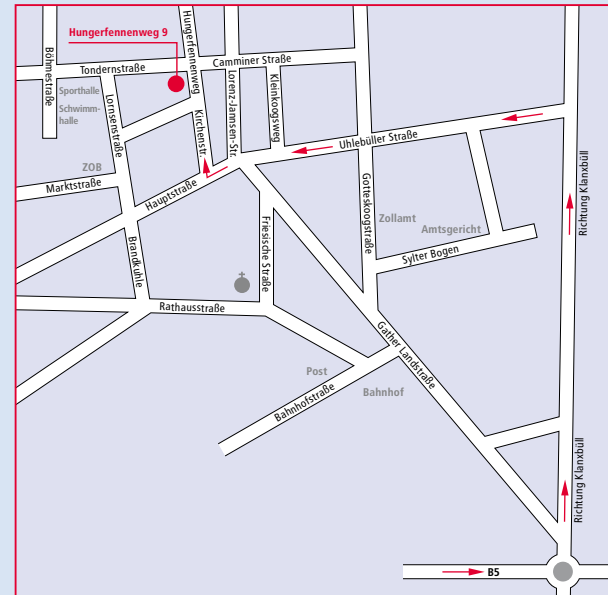 Hungerfennenweg 9
Hungerfennenweg
Böhmestraße
Tondernstraße
Camminer Straße
Sporthalle
Schwimm-
halle
Lornsenstraße
Kirchenstr.
Lorenz-Jannsen-Str.
Kleinkoogsweg
Uhlebüller Straße
ZOB
Marktstraße
Hauptstraße
Gotteskoogstraße
Richtung Klanxbüll
Zollamt
Amtsgericht
Sylter Bogen
Brandkuhle
Friesische Straße
Rathausstraße
Gather Landstraße
Post
Bahnhof
Bahnhofstraße
Richtung Klanxbüll
B5